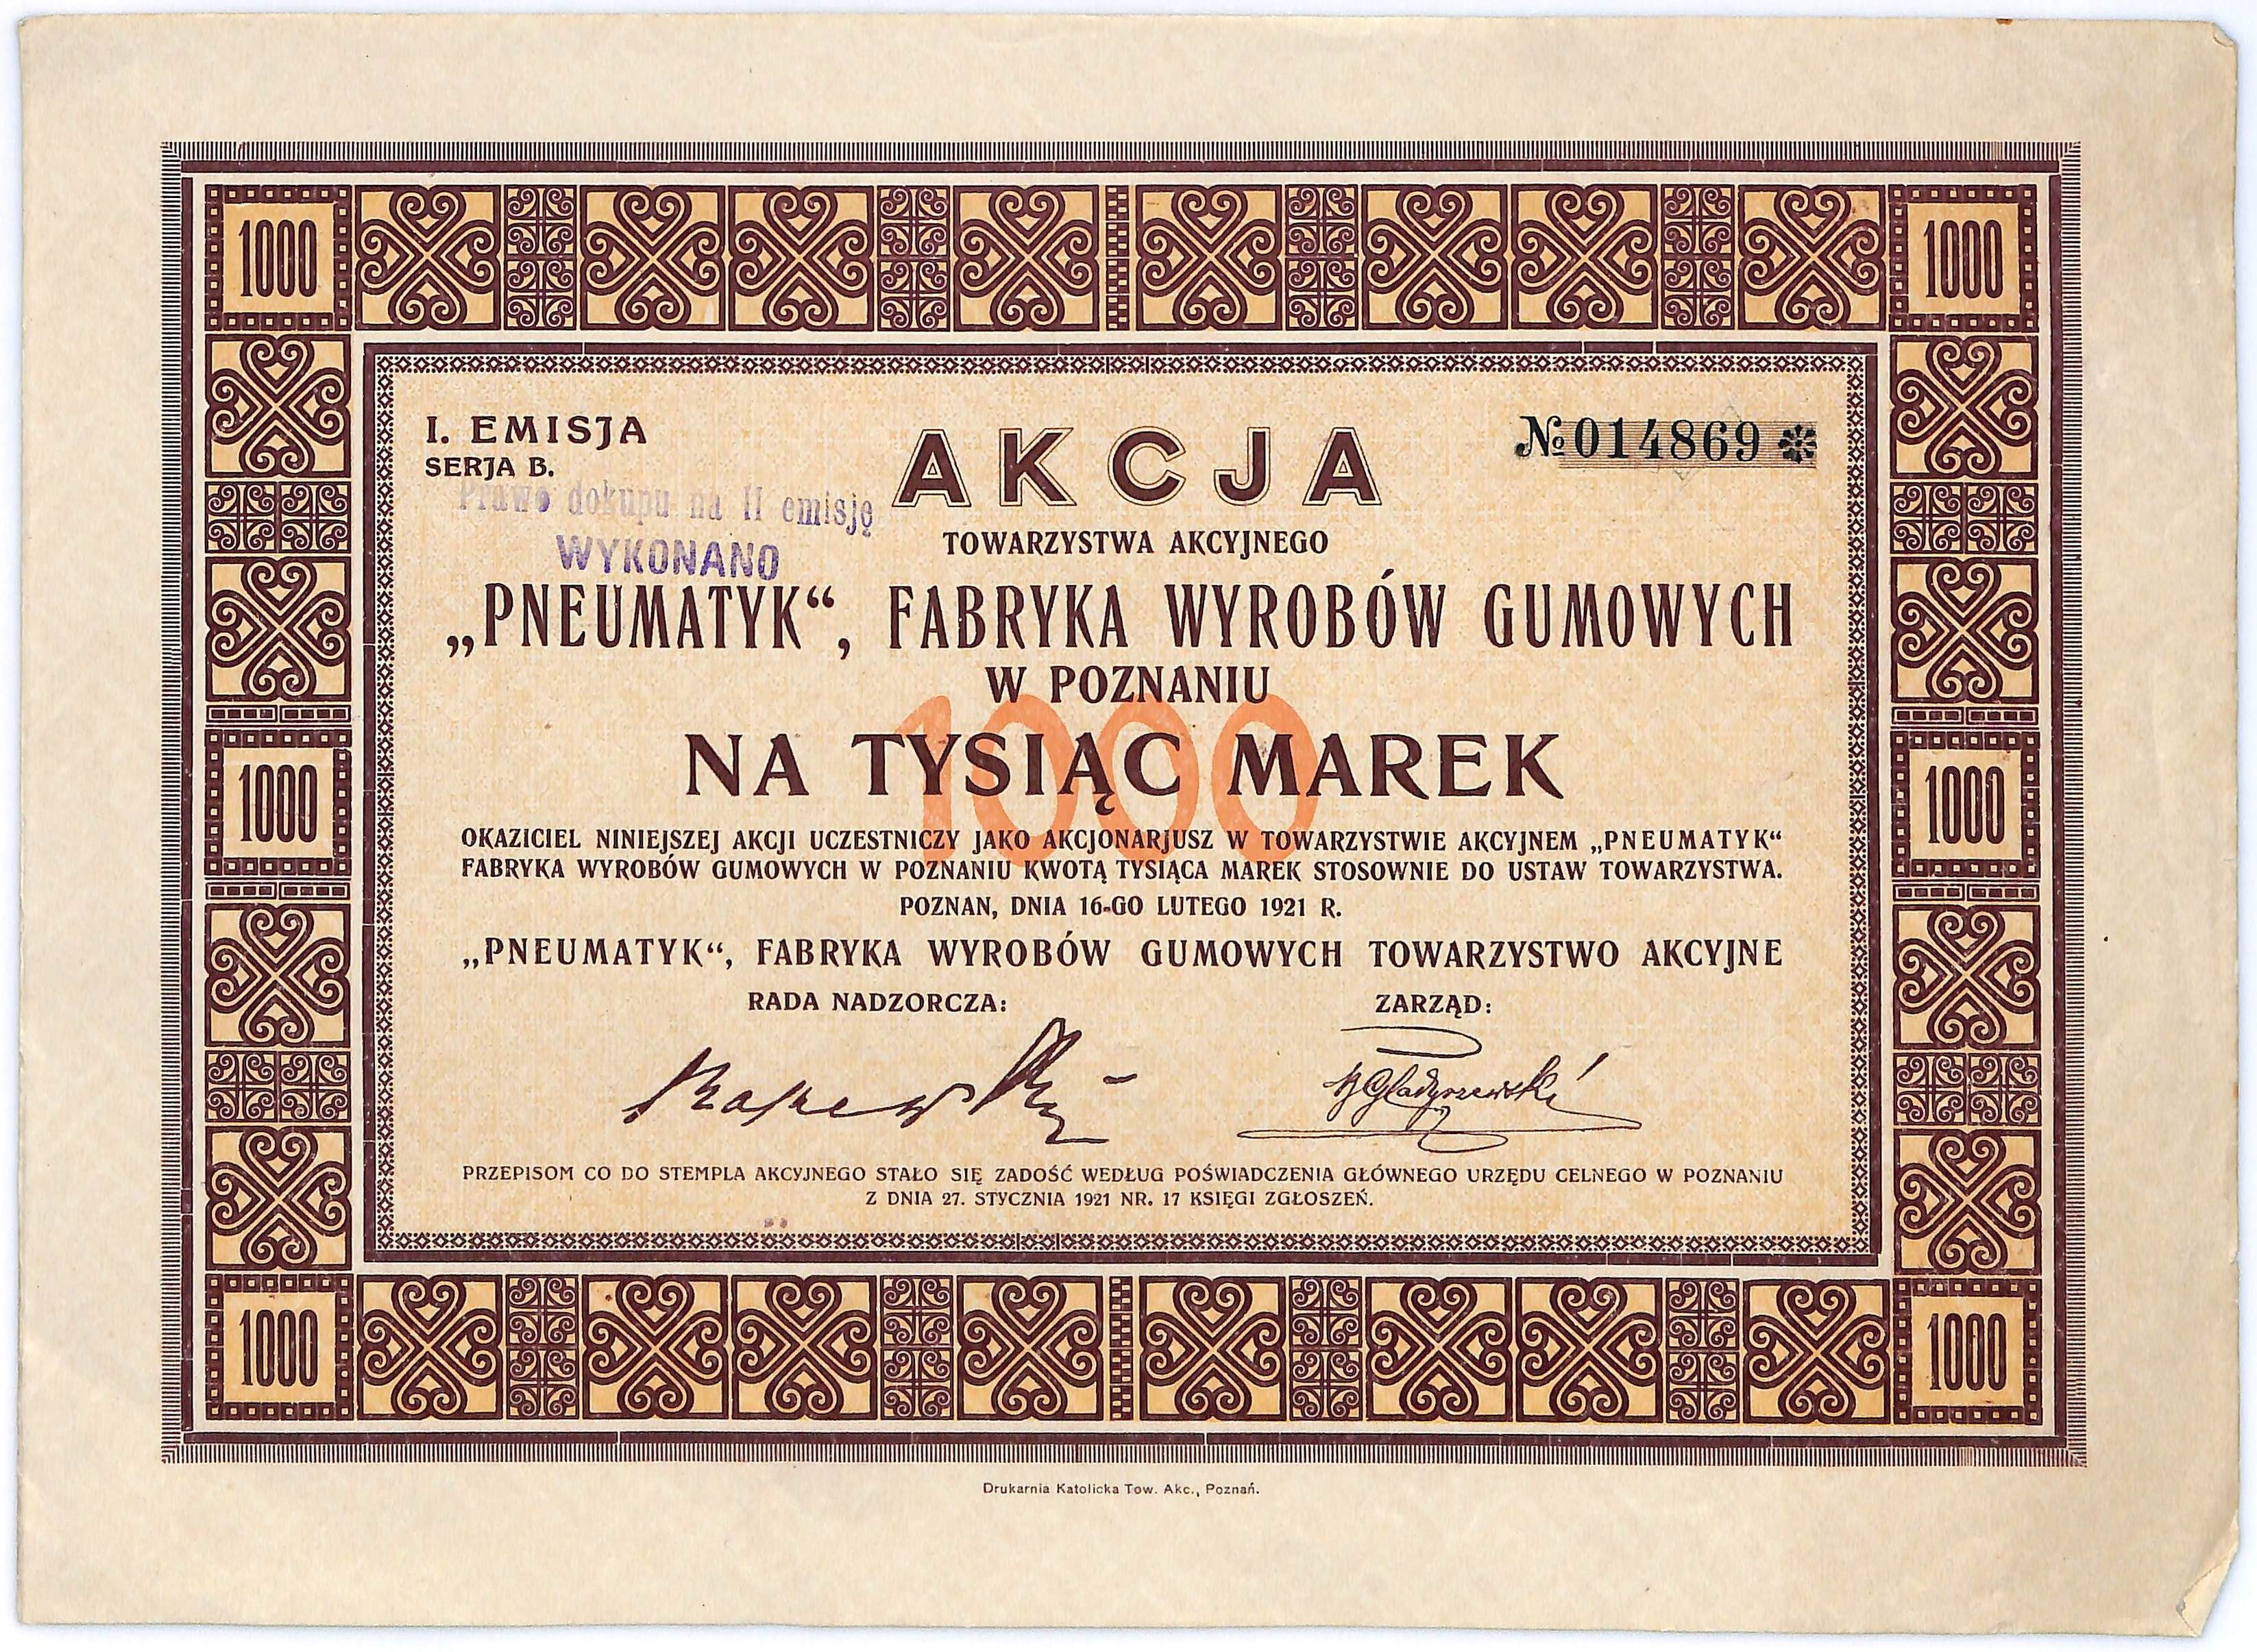 1000
1000
I. EMISJA
SERJA B.
Prawo dokupu na II emisję
WYKONANO
AKCJA
№ 014869 *
TOWARZYSTWA AKCYJNEGO
„PNEUMATYK“, FABRYKA WYROBÓW GUMOWYCH
W POZNANIU
1000
NA TYSIĄC MAREK
1000
1000
OKAZICIEL NINIEJSZEJ AKCJI UCZESTNICZY JAKO AKCJONARJUSZ W TOWARZYSTWIE AKCYJNEM „PNEUMATYK“
FABRYKA WYROBÓW GUMOWYCH W POZNANIU KWOTĄ TYSIĄCA MAREK STOSOWNIE DO USTAW TOWARZYSTWA.
POZNAN, DNIA 16-GO LUTEGO 1921 R.
„PNEUMATYK“, FABRYKA WYROBÓW GUMOWYCH TOWARZYSTWO AKCYJNE
RADA NADZORCZA:
ZARZĄD:
PRZEPISOM CO DO STEMPLA AKCYJNEGO STAŁO SIĘ ZADOŚĆ WEDŁUG POŚWIADCZENIA GŁÓWNEGO URZĘDU CELNEGO W POZNANIU
Z DNIA 27. STYCZNIA 1921 NR. 17 KSIĘGI ZGŁOSZEŃ.
1000
1000
Drukarnia Katolicka Tow. Akc., Poznań.